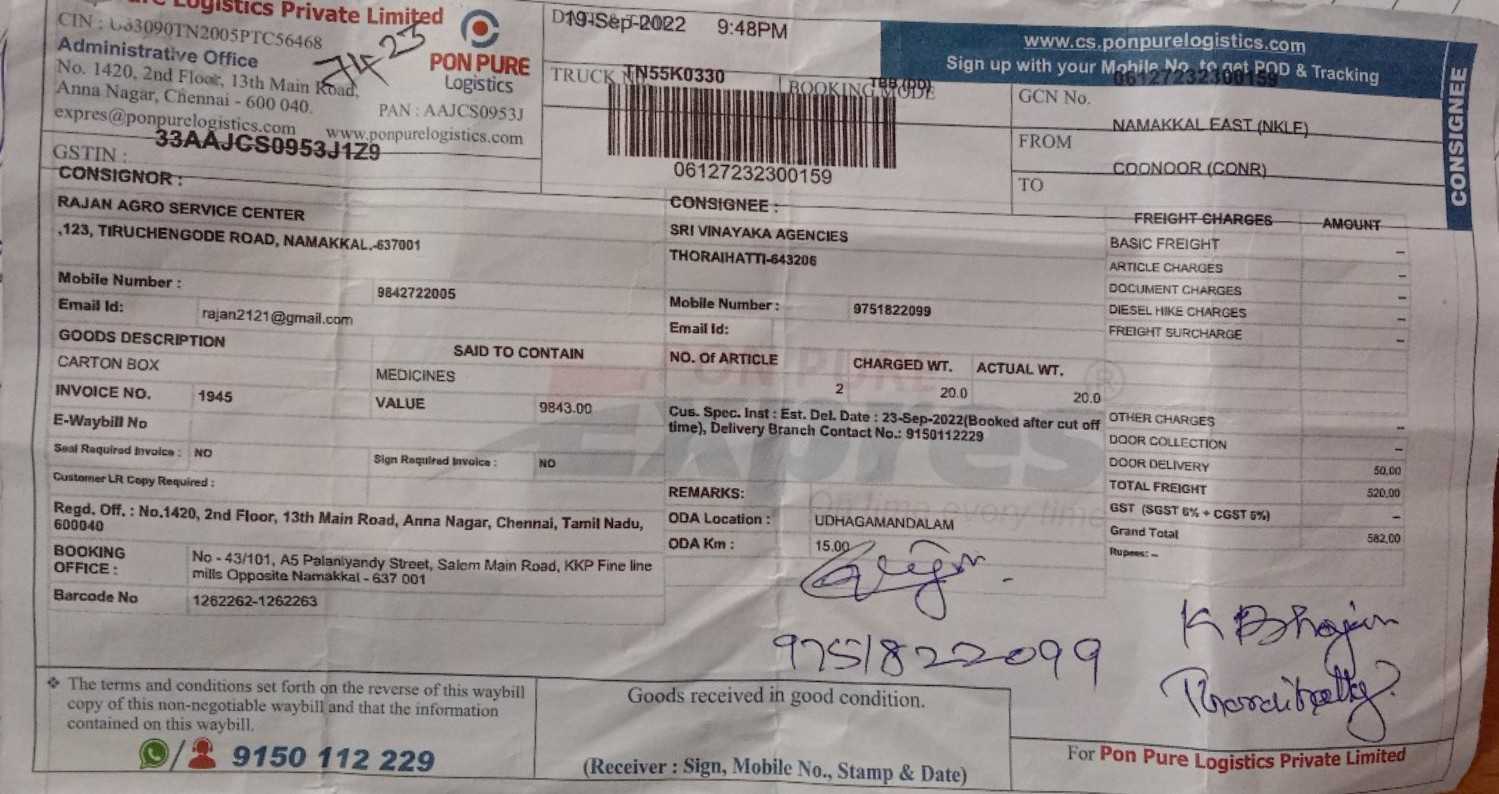 Logistics Private Limited
CIN : U63090TN2005PTC56468
Administrative Office
No. 1420, 2nd Floor, 13th Main Road,
Anna Nagar, Chennai - 600 040.
PAN : AAJCS0953J
expres@ponpurelogistics.com www.ponpurelogistics.com
GSTIN : 33AAJCS0953J1Z9
7423
PON PURE
Logistics
19-Sep-2022 9:48PM
TRUCK TN55K0330
BOOKING MODE TBB (DD)
06127232300159
www.cs.ponpurelogistics.com
Sign up with your Mobile No. to get POD & Tracking
GCN No. 06127232300159
FROM NAMAKKAL EAST (NKLE)
TO COONOOR (CONR)
CONSIGNEE
CONSIGNOR :
RAJAN AGRO SERVICE CENTER
,123, TIRUCHENGODE ROAD, NAMAKKAL,-637001
Mobile Number : 9842722005
Email Id: rajan2121@gmail.com
CONSIGNEE :
SRI VINAYAKA AGENCIES
THORAIHATTI-643206
Mobile Number : 9751822099
Email Id:
FREIGHT CHARGES AMOUNT
BASIC FREIGHT –
ARTICLE CHARGES –
DOCUMENT CHARGES –
DIESEL HIKE CHARGES –
FREIGHT SURCHARGE –
GOODS DESCRIPTION SAID TO CONTAIN
CARTON BOX MEDICINES
INVOICE NO. 1945 VALUE 9843.00
E-Waybill No
Seal Required Invoice : NO Sign Required Invoice : NO
Customer LR Copy Required :
NO. Of ARTICLE CHARGED WT. ACTUAL WT.
2 20.0 20.0
Cus. Spec. Inst : Est. Del. Date : 23-Sep-2022(Booked after cut off
time), Delivery Branch Contact No.: 9150112229
PON PURE
Expres
On time every time
®
OTHER CHARGES –
DOOR COLLECTION –
DOOR DELIVERY 50.00
TOTAL FREIGHT 520.00
GST (SGST 6% + CGST 6%) –
Grand Total 582.00
Rupees: –
REMARKS:
ODA Location : UDHAGAMANDALAM
ODA Km : 15.00
Regd. Off. : No.1420, 2nd Floor, 13th Main Road, Anna Nagar, Chennai, Tamil Nadu,
600040
BOOKING OFFICE : No - 43/101, A5 Palaniyandy Street, Salem Main Road, KKP Fine line
mills Opposite Namakkal - 637 001
Barcode No 1262262-1262263
9751822099
K
❖ The terms and conditions set forth on the reverse of this waybill
copy of this non-negotiable waybill and that the information
contained on this waybill.
9150 112 229
Goods received in good condition.
(Receiver : Sign, Mobile No., Stamp & Date)
For Pon Pure Logistics Private Limited